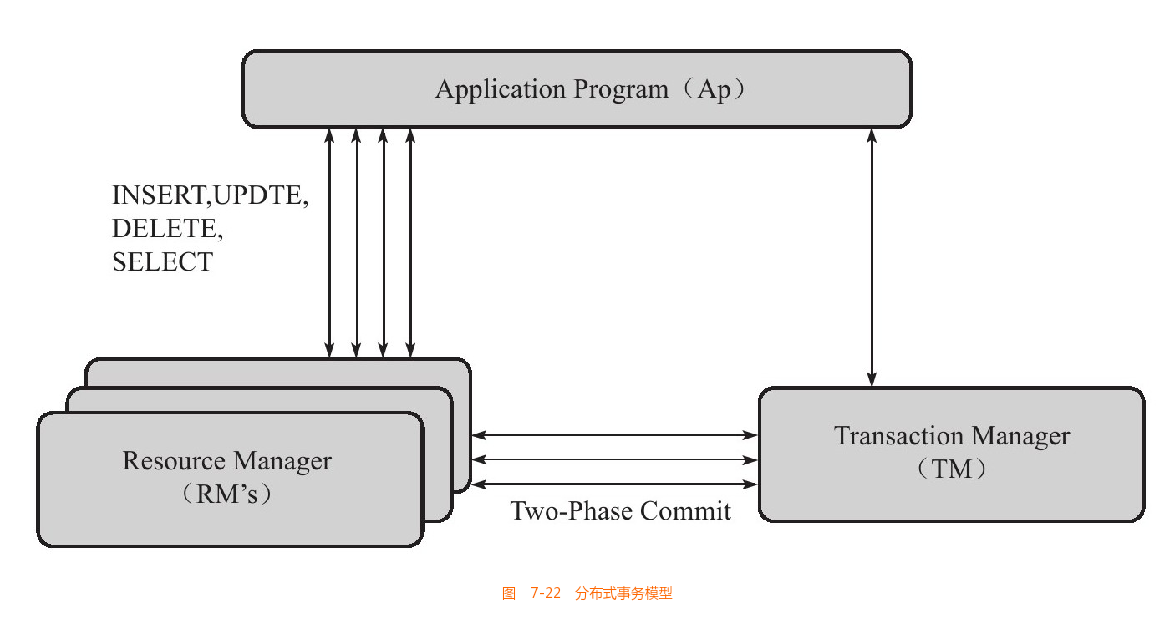 Application Program（Ap）
INSERT,UPDTE,
DELETE,
SELECT
Resource Manager
（RM’s）
Transaction Manager
（TM）
Two-Phase Commit
图 7-22 分布式事务模型